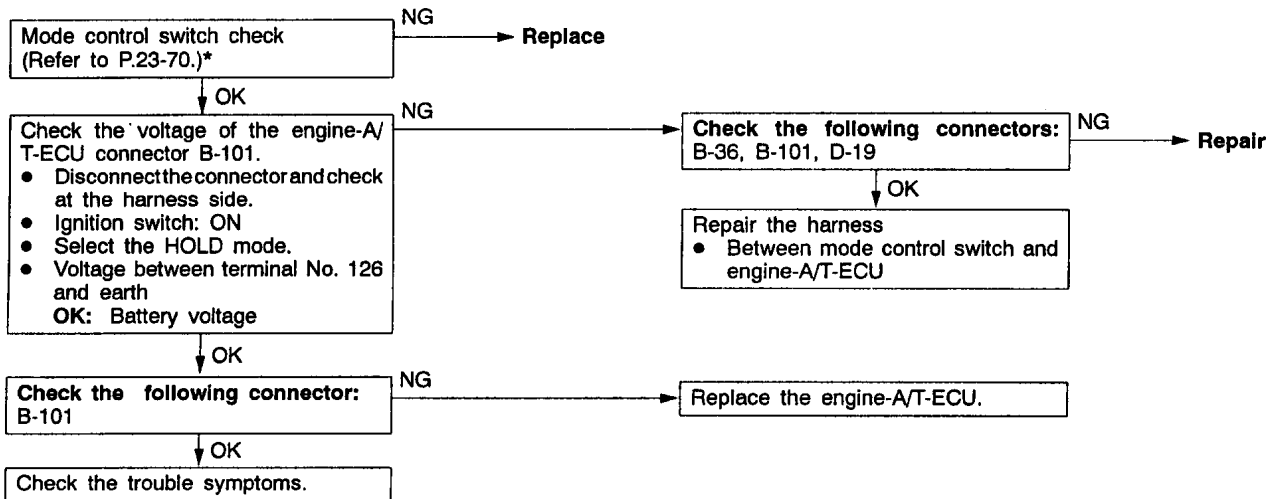 Mode control switch check
(Refer to P.23-70.)*
NG
Replace
OK
Check the voltage of the engine-A/
T-ECU connector B-101.
● Disconnect the connector and check
at the harness side.
● Ignition switch: ON
● Select the HOLD mode.
● Voltage between terminal No. 126
and earth
OK: Battery voltage
NG
Check the following connectors:
B-36, B-101, D-19
NG
Repair
OK
Repair the harness
● Between mode control switch and
engine-A/T-ECU
OK
Check the following connector:
B-101
NG
Replace the engine-A/T-ECU.
OK
Check the trouble symptoms.